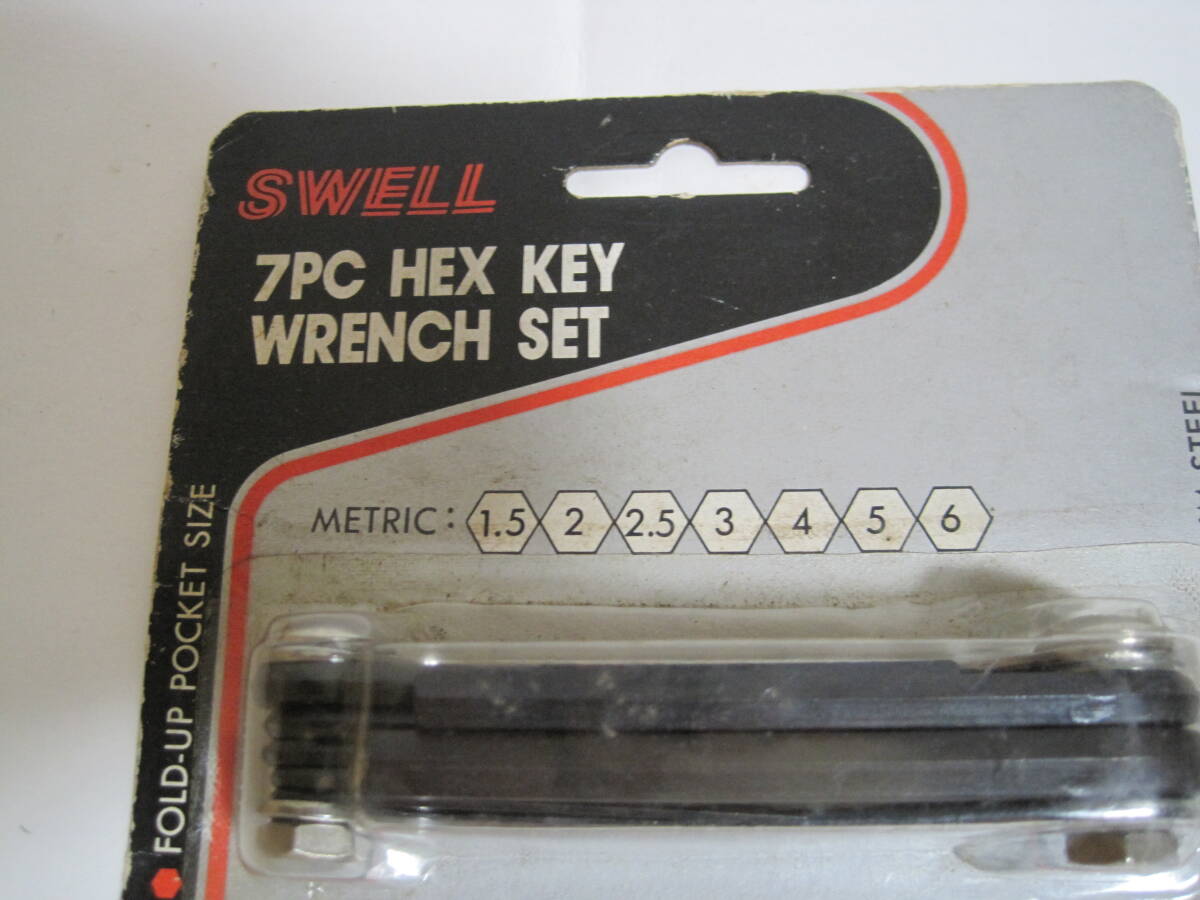 SWELL
7PC HEX KEY
WRENCH SET
METRIC: 1.5 2 2.5 3 4 5 6
FOLD-UP POCKET SIZE
STEEL